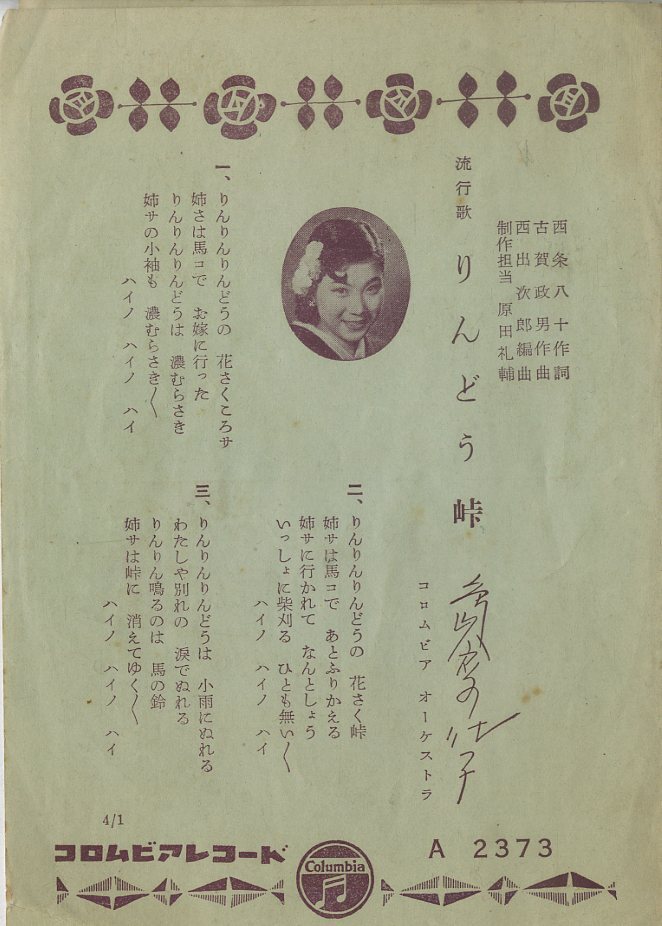 西条八十作詞
古賀政男作曲
西出次郎編曲
制作担当 原田礼輔
流行歌 りんどう峠
コロムビア オーケストラ
一、りんりんりんどうの 花さくころサ
姉さは馬コで お嫁に行った
りんりんりんどうは 濃むらさき
姉サの小袖も 濃むらさき〱
ハイノ ハイノ ハイ
二、りんりんりんどうの 花さく峠
姉サは馬コで あとふりかえる
姉サに行かれて なんとしょう
いっしょに柴刈る ひとも無い〱
ハイノ ハイノ ハイ
三、りんりんりんどうは 小雨にぬれる
わたしゃ別れの 涙でぬれる
りんりん鳴るのは 馬の鈴
姉サは峠に 消えてゆく〱
ハイノ ハイノ ハイ
4/1
コロムビアレコード
Columbia
A 2373